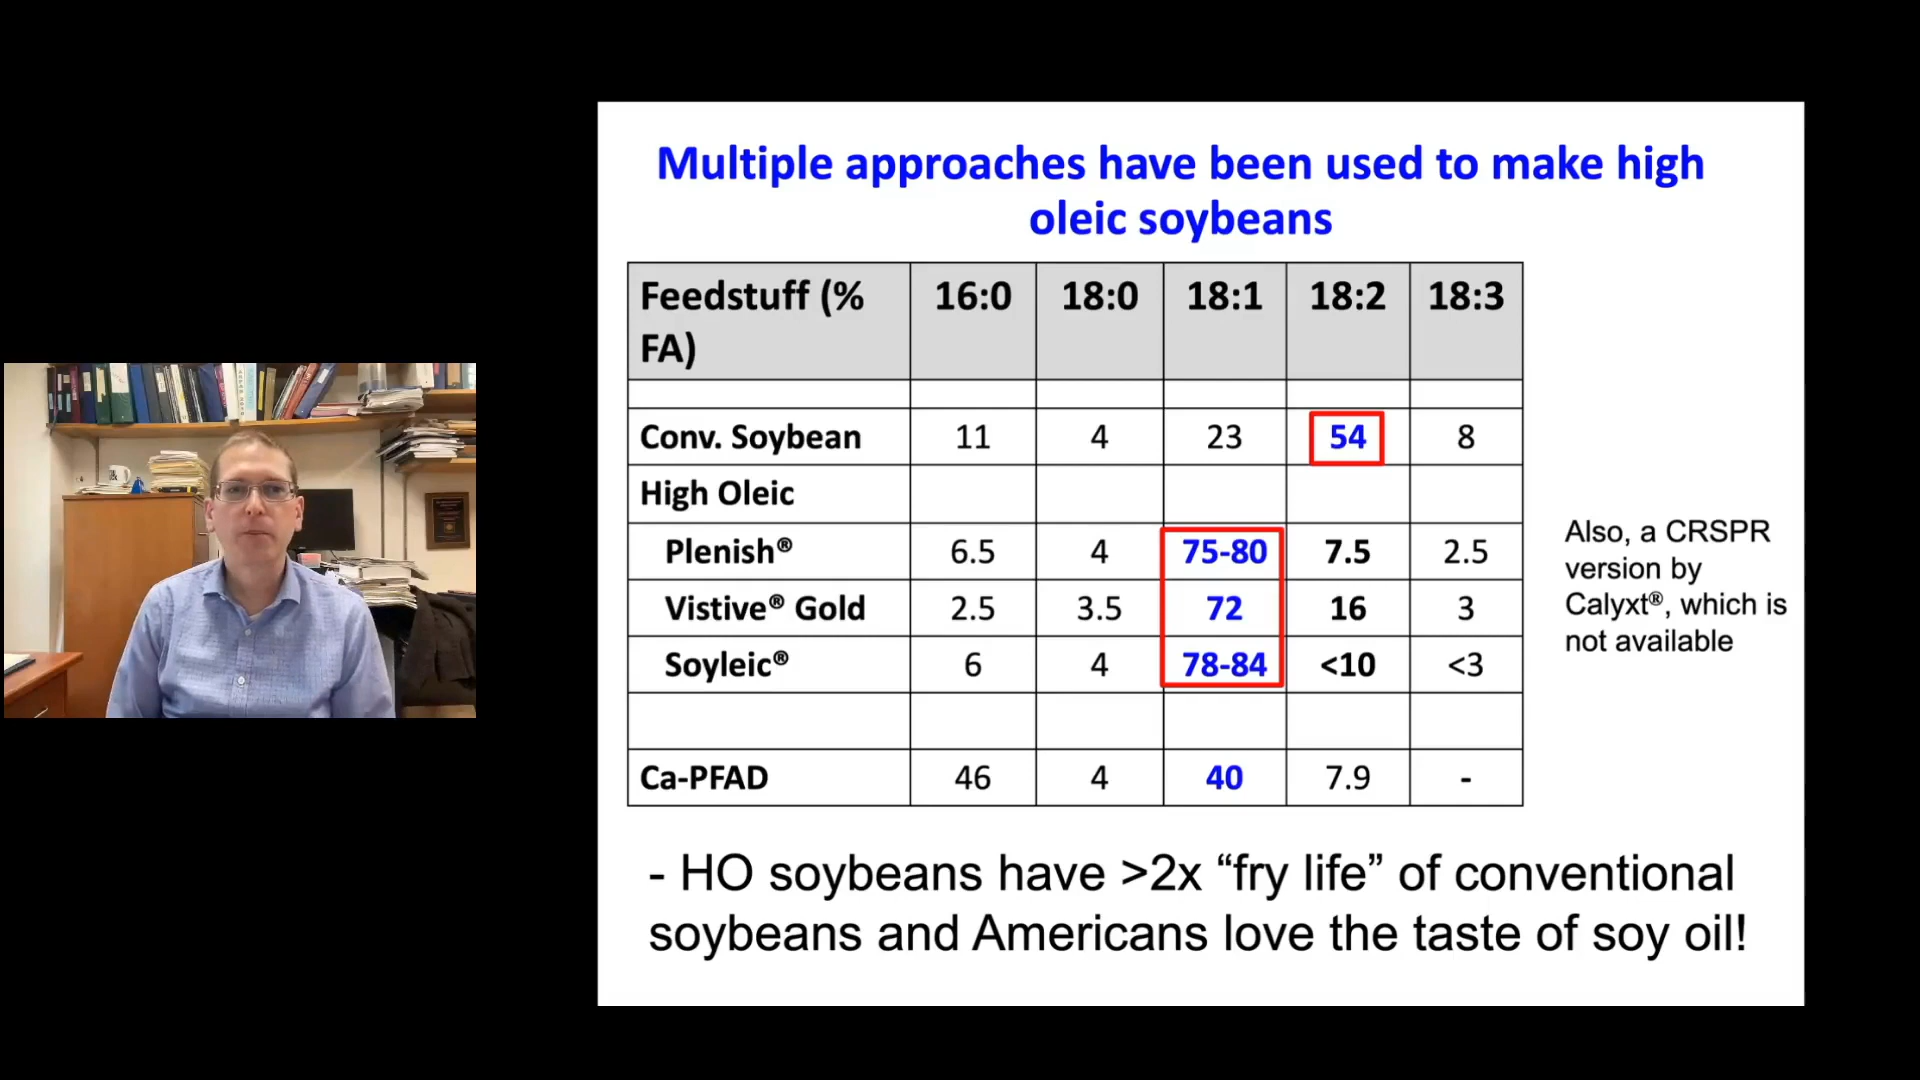 Multiple approaches have been used to make high
oleic soybeans
Feedstuff (% FA) 16:0 18:0 18:1 18:2 18:3
Conv. Soybean 11 4 23 54 8
High Oleic
Plenish® 6.5 4 75-80 7.5 2.5
Vistive® Gold 2.5 3.5 72 16 3
Soyleic® 6 4 78-84 <10 <3
Ca-PFAD 46 4 40 7.9 -
Also, a CRSPR
version by
Calyxt®, which is
not available
- HO soybeans have >2x “fry life” of conventional
soybeans and Americans love the taste of soy oil!